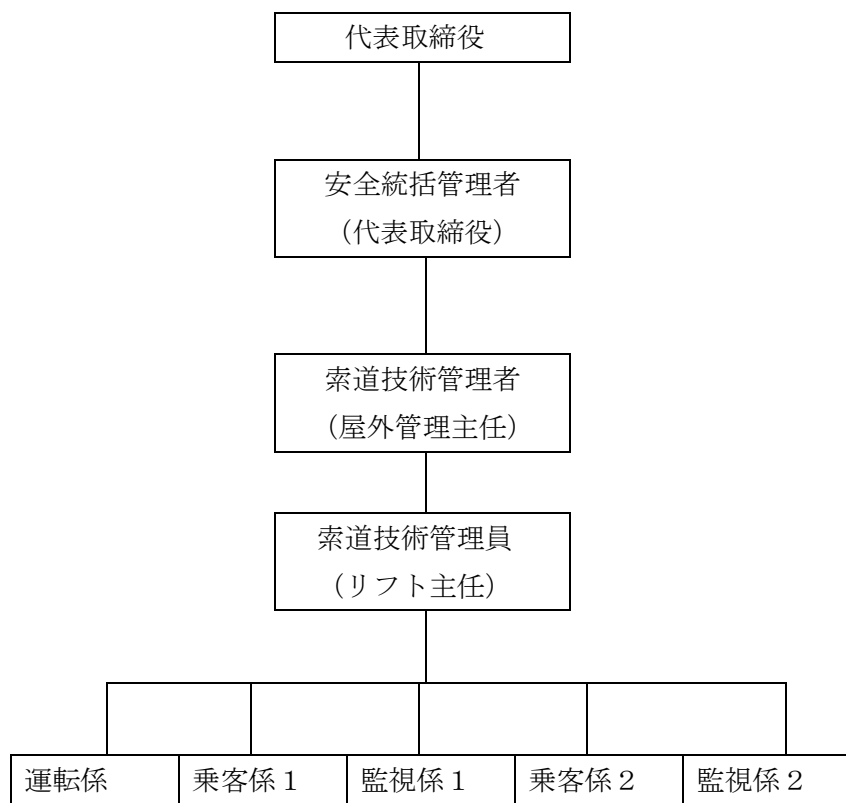 代表取締役
安全統括管理者
（代表取締役）
索道技術管理者
（屋外管理主任）
索道技術管理員
（リフト主任）
運転係
乗客係１
監視係１
乗客係２
監視係２